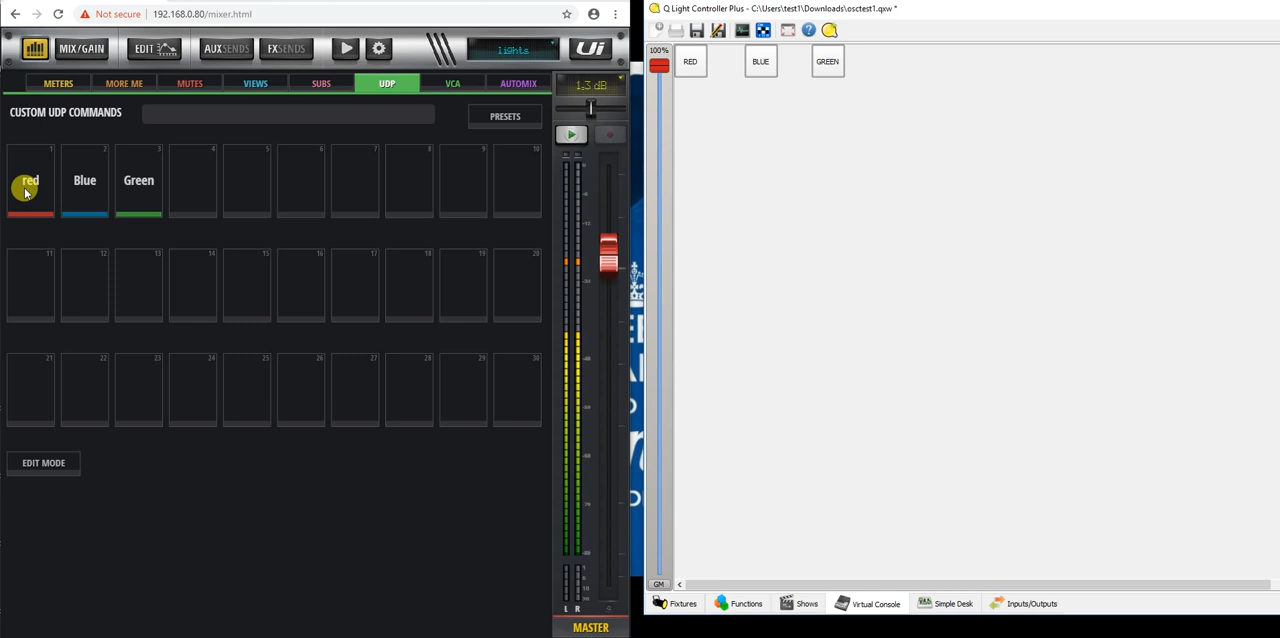 Not secure | 192.168.0.80/mixer.html
MIX/GAIN
EDIT
AUXSENDS
FXSENDS
lights
Ui
METERS
MORE ME
MUTES
VIEWS
SUBS
UDP
VCA
AUTOMIX
1.3 dB
CUSTOM UDP COMMANDS
PRESETS
1 2 3 4 5 6 7 8 9 10
red
Blue
Green
11 12 13 14 15 16 17 18 19 20
21 22 23 24 25 26 27 28 29 30
EDIT MODE
L R
MASTER
Q Light Controller Plus - C:\Users\test1\Downloads\osctest1.qxw *
100%
RED
BLUE
GREEN
GM
Fixtures
Functions
Shows
Virtual Console
Simple Desk
Inputs/Outputs